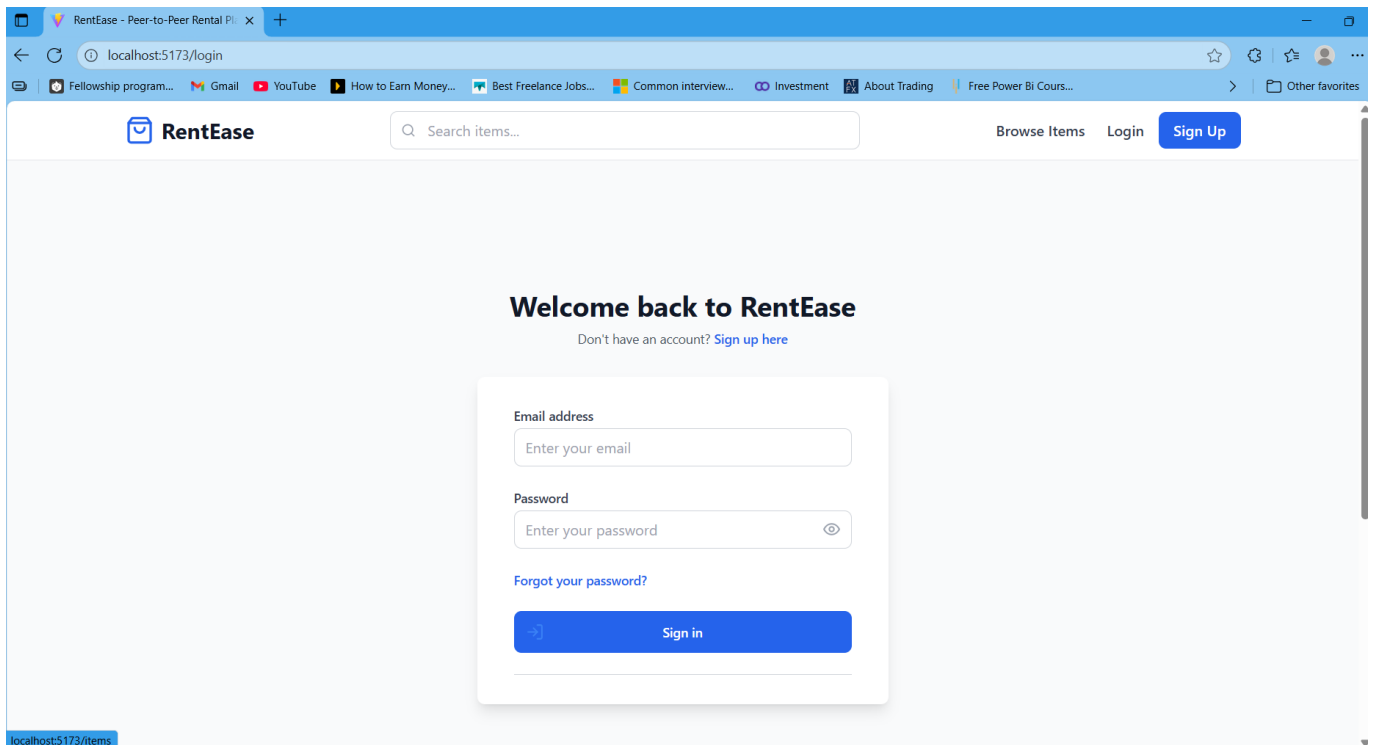 RentEase - Peer-to-Peer Rental Pl
localhost:5173/login
Fellowship program... Gmail YouTube How to Earn Money... Best Freelance Jobs... Common interview... Investment AT FX About Trading Free Power Bi Cours... Other favorites
RentEase Search items... Browse Items Login Sign Up
Welcome back to RentEase
Don't have an account? Sign up here
Email address
Enter your email
Password
Enter your password
Forgot your password?
Sign in
localhost:5173/items